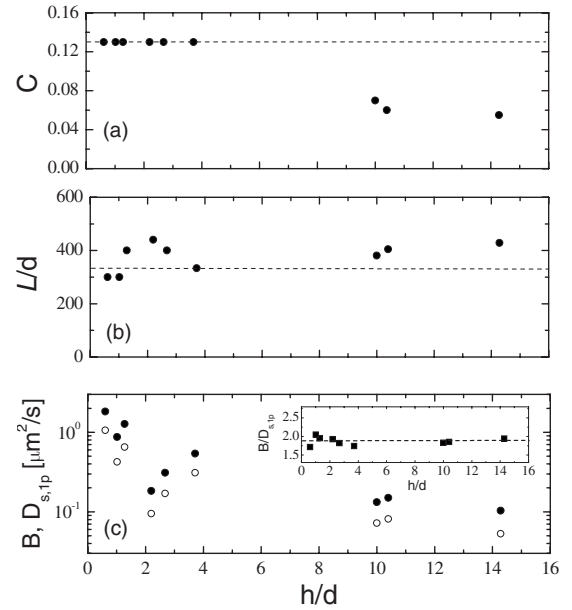 0.16
0.12
0.08
0.04
0.00
C
(a)
600
400
200
0
L/d
(b)
10⁰
10⁻¹
B, D_{s,1p} [μm²/s]
(c)
2.5
2.0
1.5
B/D_{s,1p}
0 2 4 6 8 10 12 14 16
h/d
0 2 4 6 8 10 12 14 16
h/d